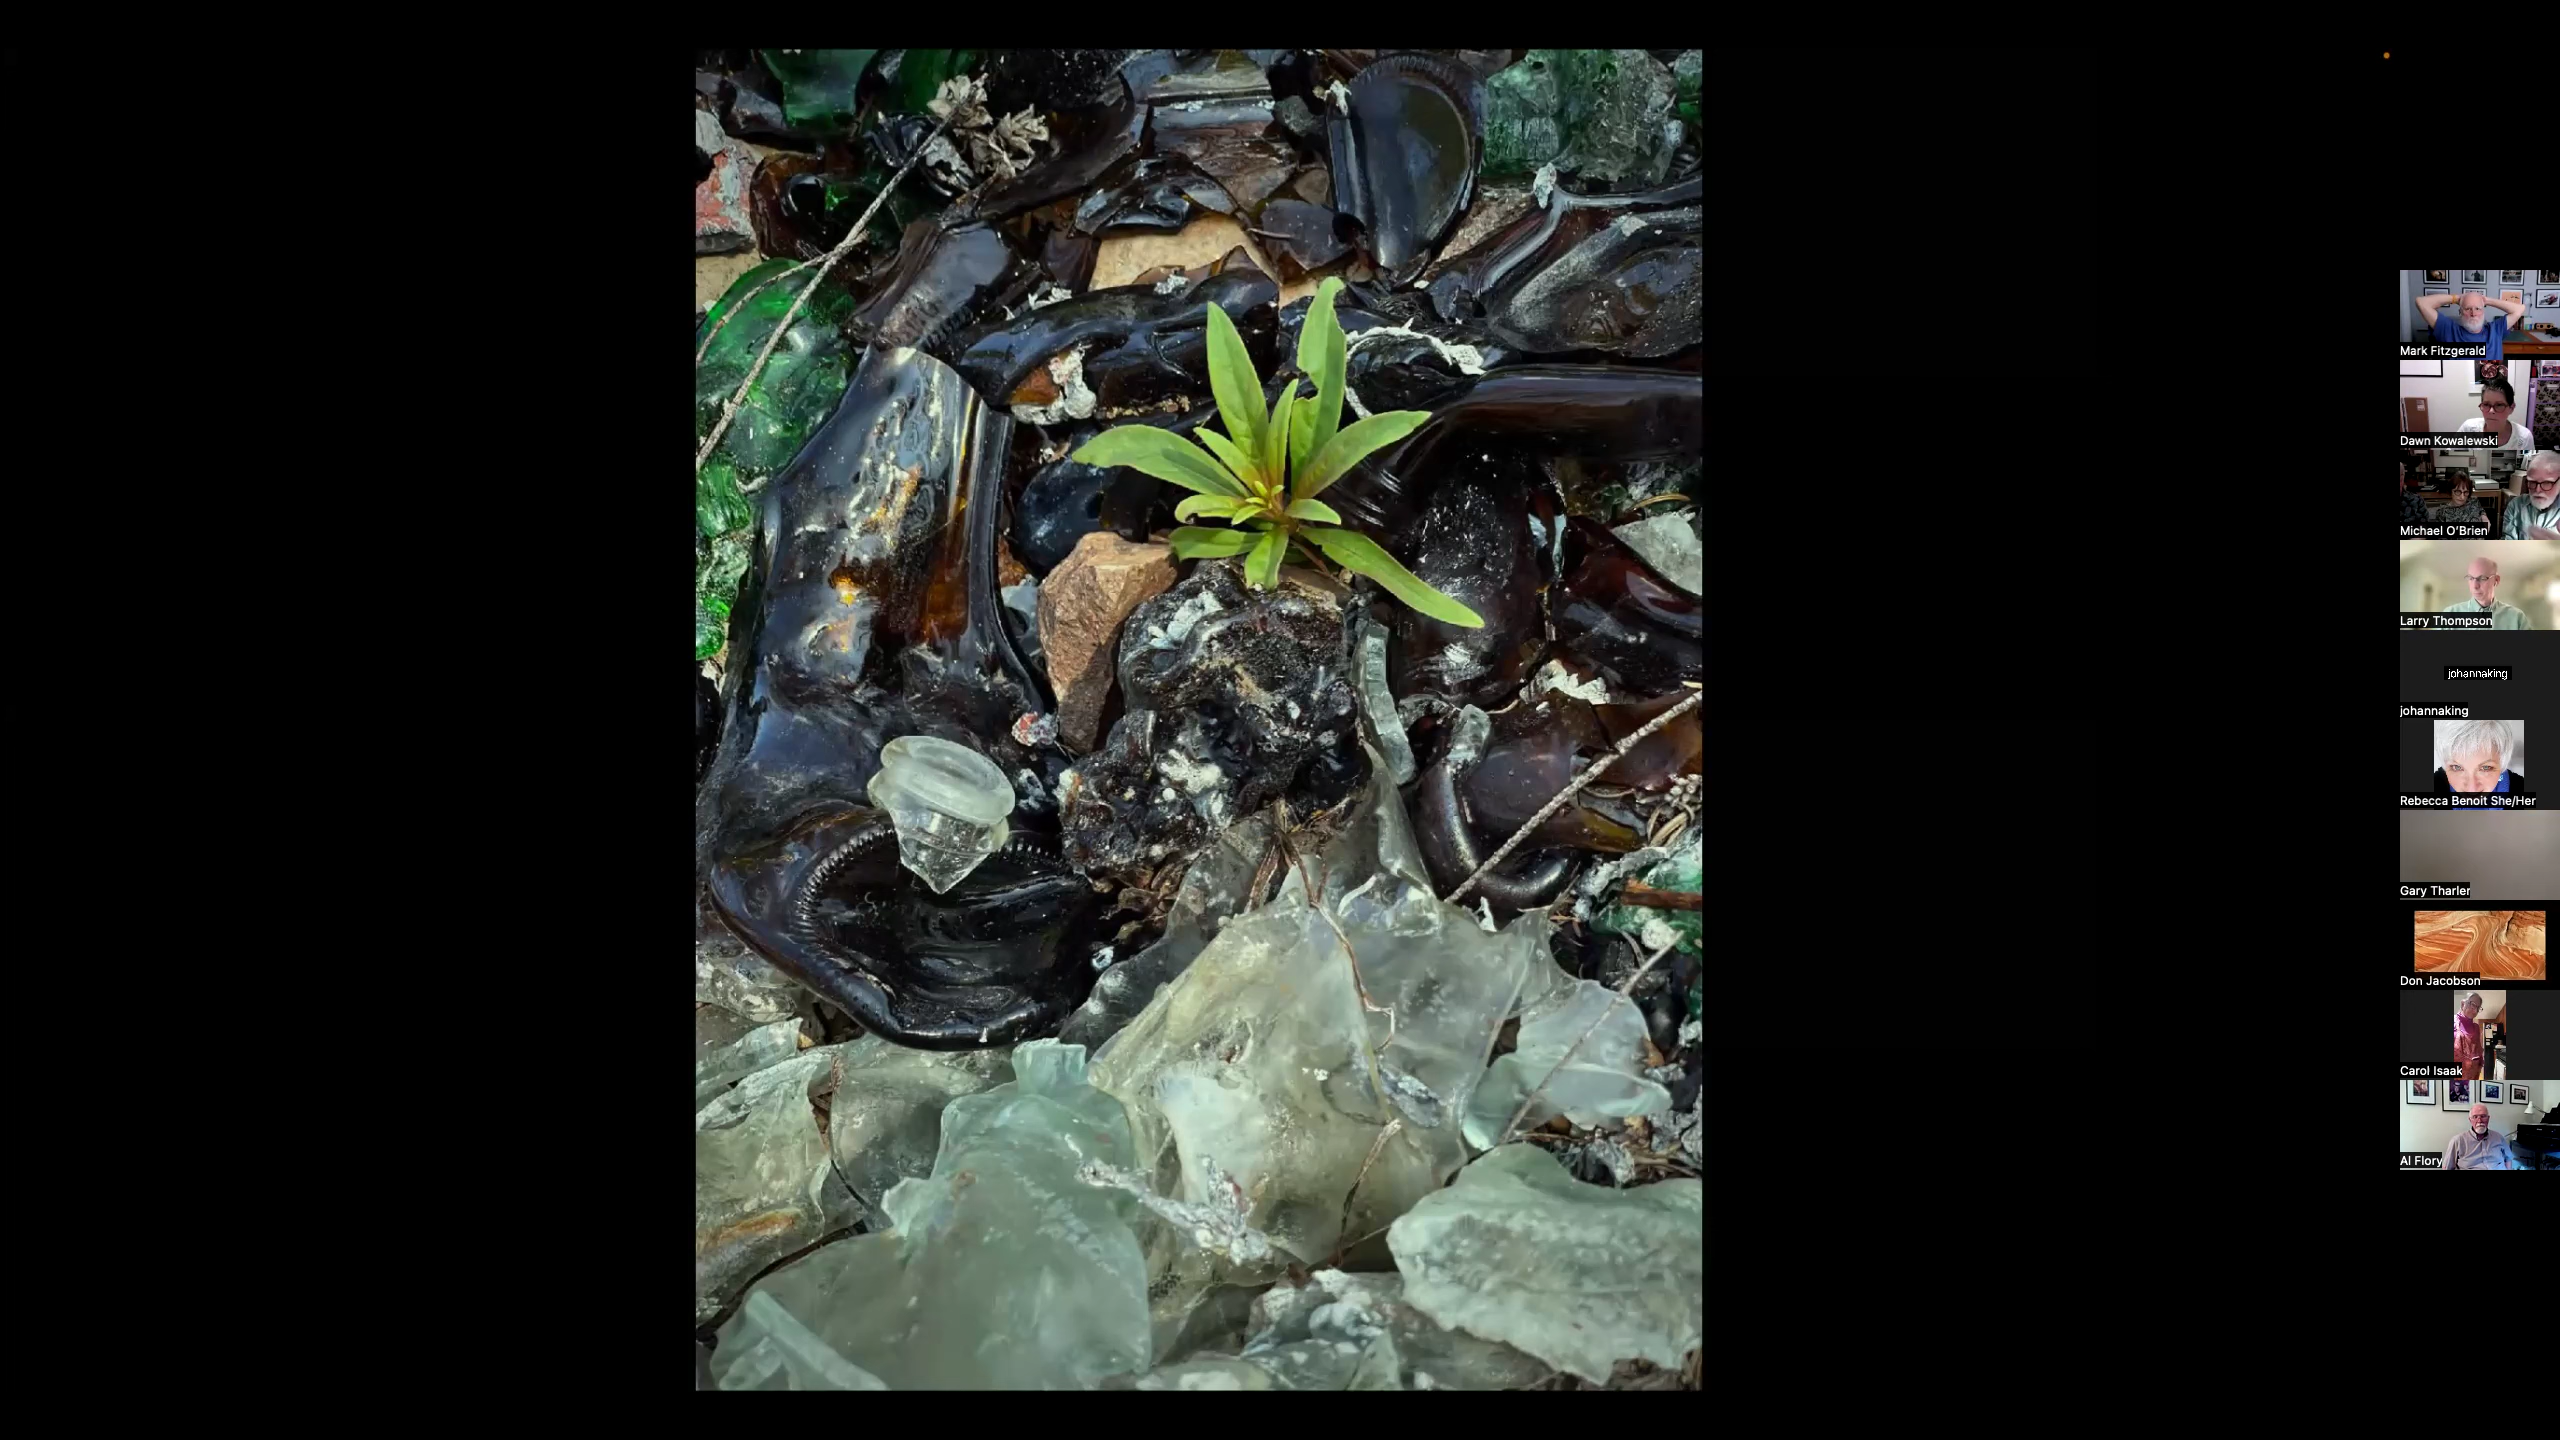 Mark Fitzgerald
Dawn Kowalewski
Michael O'Brien
Larry Thompson
johannaking
johannaking
Rebecca Benoit She/Her
Gary Tharler
Don Jacobson
Carol Isaak
Al Flory